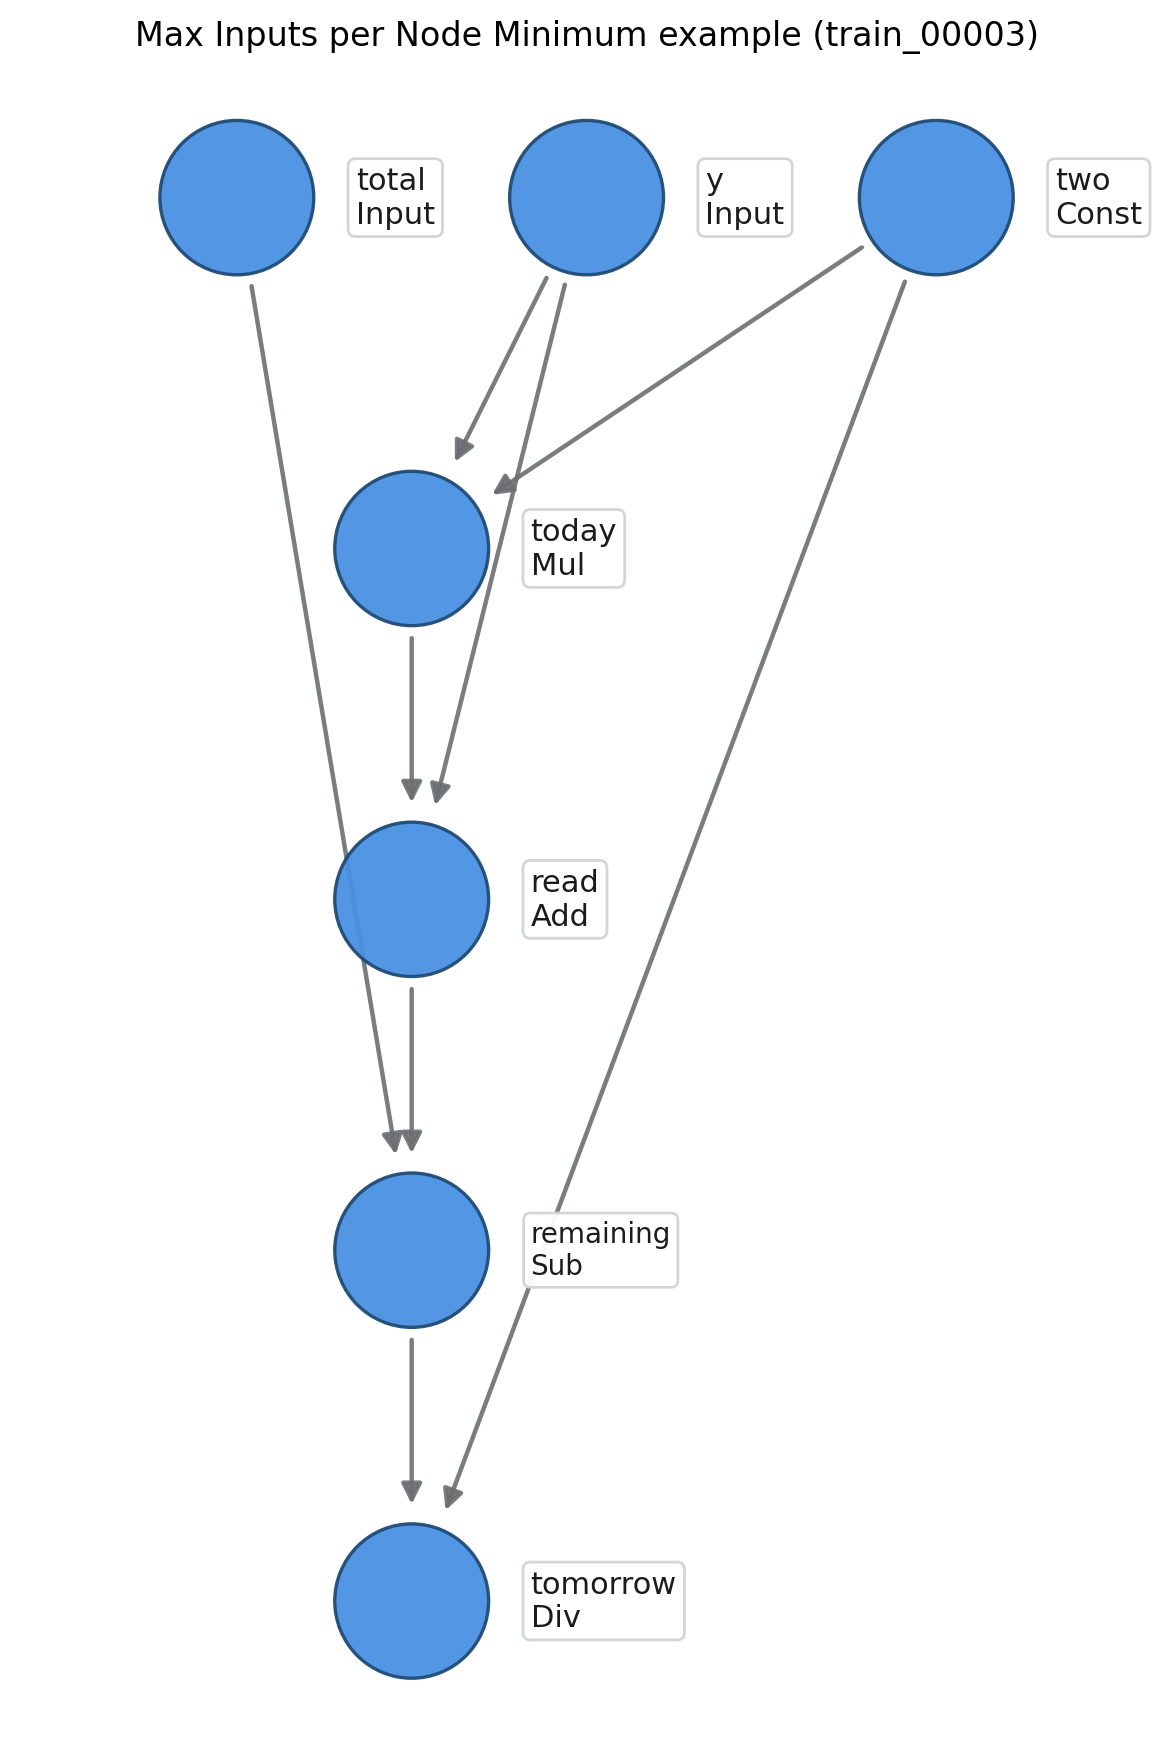 Max Inputs per Node Minimum example (train_00003)
total
Input
y
Input
two
Const
today
Mul
read
Add
remaining
Sub
tomorrow
Div